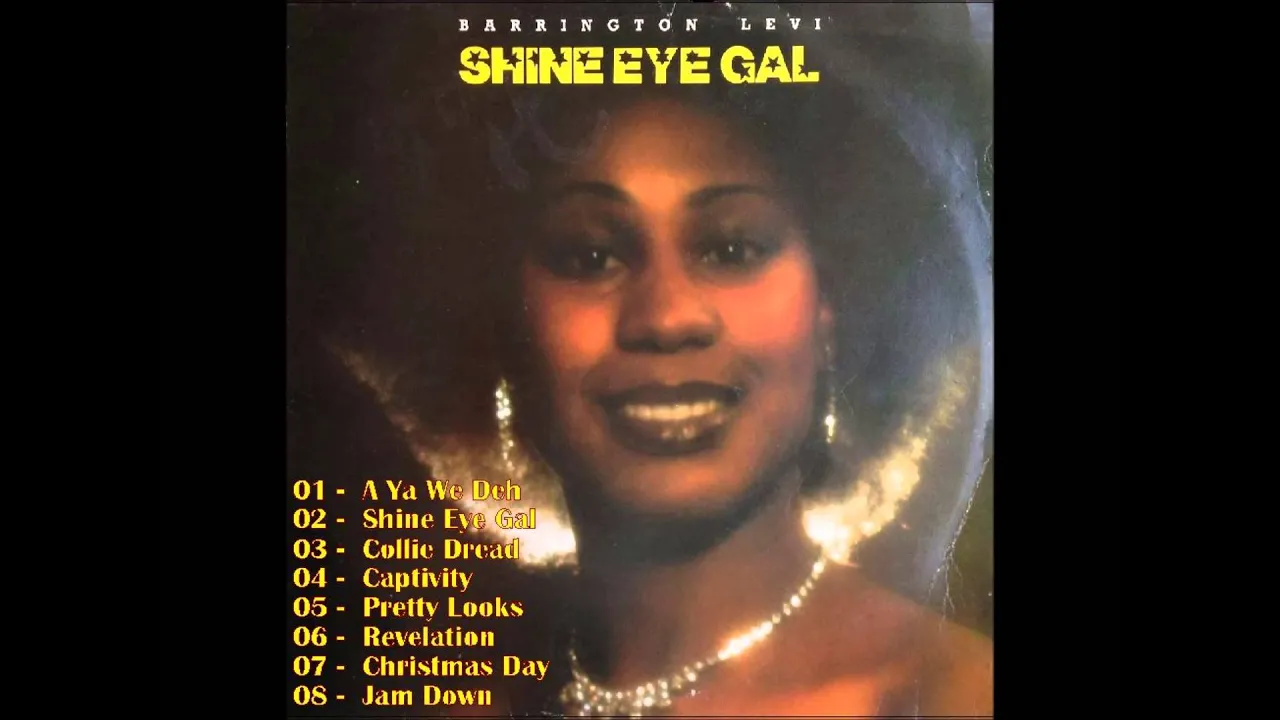 BARRINGTON LEVI
SHINE EYE GAL
01 - A Ya We Deh
02 - Shine Eye Gal
03 - Collie Dread
04 - Captivity
05 - Pretty Looks
06 - Revelation
07 - Christmas Day
08 - Jam Down